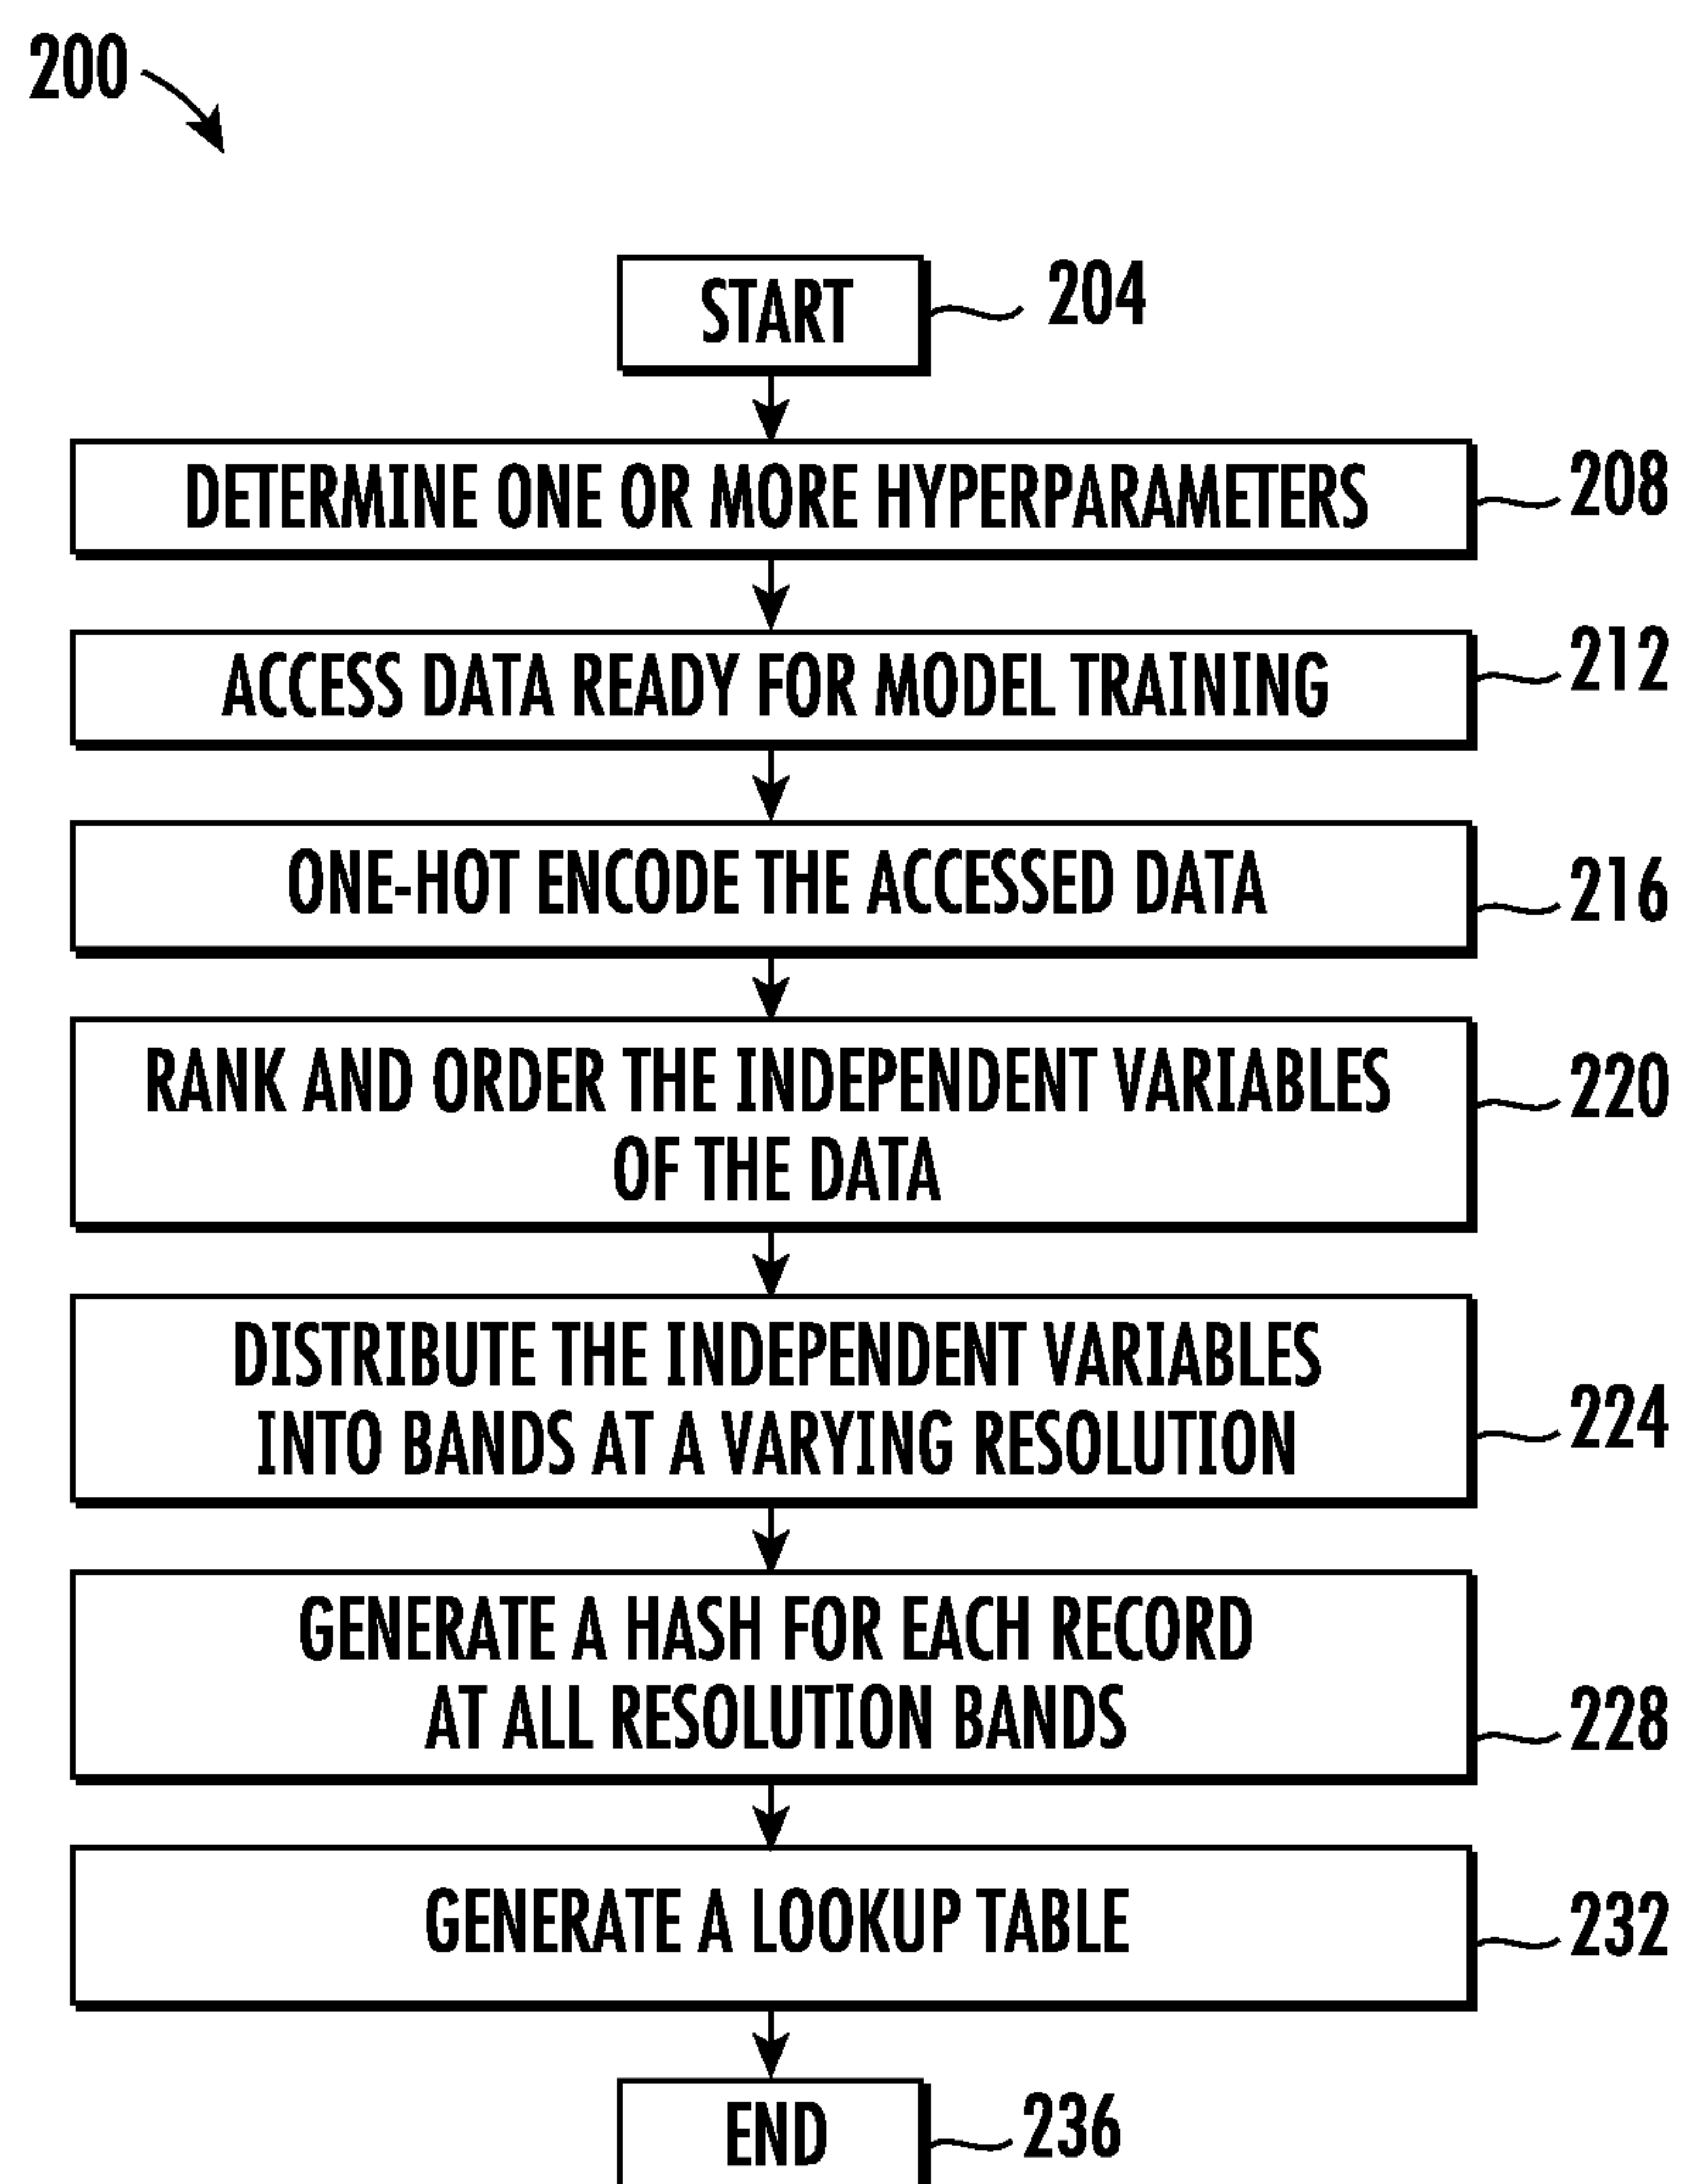 200
START
204
DETERMINE ONE OR MORE HYPERPARAMETERS
208
ACCESS DATA READY FOR MODEL TRAINING
212
ONE-HOT ENCODE THE ACCESSED DATA
216
RANK AND ORDER THE INDEPENDENT VARIABLES
OF THE DATA
220
DISTRIBUTE THE INDEPENDENT VARIABLES
INTO BANDS AT A VARYING RESOLUTION
224
GENERATE A HASH FOR EACH RECORD
AT ALL RESOLUTION BANDS
228
GENERATE A LOOKUP TABLE
232
END
236